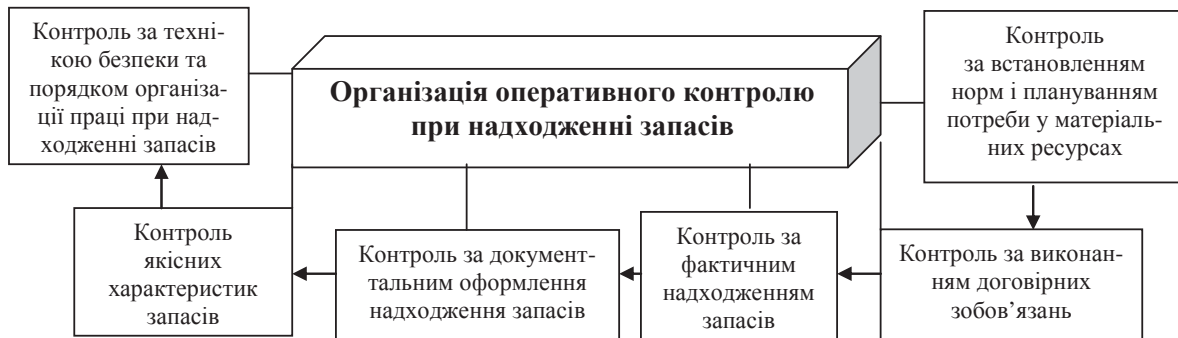 Контроль за техні-
кою безпеки та
порядком організа-
ції праці при над-
ходженні запасів
Організація оперативного контролю
при надходженні запасів
Контроль
за встановленням
норм і плануванням
потреби у матеріаль-
них ресурсах
Контроль
якісних
характеристик
запасів
Контроль за документ-
тальним оформлення
надходження запасів
Контроль за
фактичним
надходженням
запасів
Контроль за виконан-
ням договірних
зобов’язань